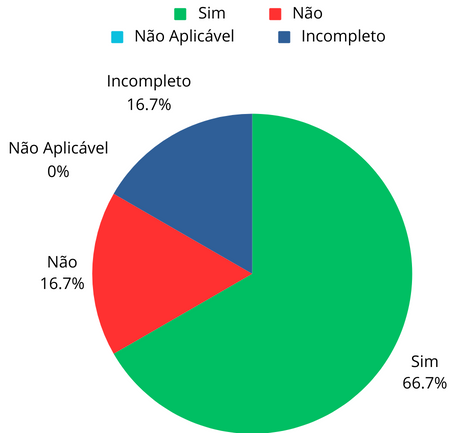 Sim Não
Não Aplicável Incompleto
Incompleto
16.7%
Não Aplicável
0%
Não
16.7%
Sim
66.7%